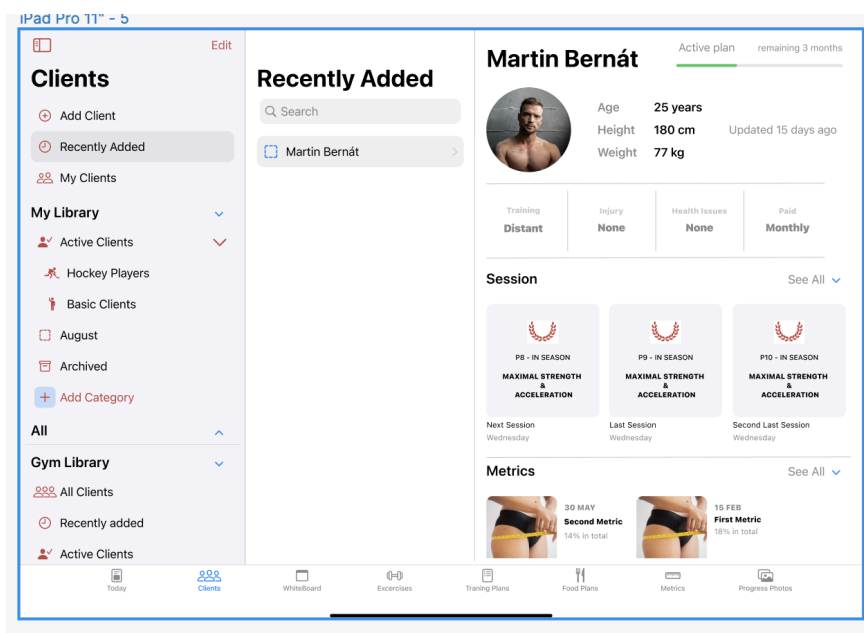 iPad Pro 11" - 5
Edit
Clients
Add Client
Recently Added
My Clients
My Library
Active Clients
Hockey Players
Basic Clients
August
Archived
Add Category
All
Gym Library
All Clients
Recently added
Active Clients
Recently Added
Search
Martin Bernát
Martin Bernát
Active plan
remaining 3 months
Age 25 years
Height 180 cm
Weight 77 kg
Updated 15 days ago
Training
Distant
Injury
None
Health Issues
None
Paid
Monthly
Session
See All
P8 - IN SEASON
MAXIMAL STRENGTH
&
ACCELERATION
Next Session
Wednesday
P9 - IN SEASON
MAXIMAL STRENGTH
&
ACCELERATION
Last Session
Wednesday
P10 - IN SEASON
MAXIMAL STRENGTH
&
ACCELERATION
Second Last Session
Wednesday
Metrics
See All
30 MAY
Second Metric
14% in total
15 FEB
First Metric
18% in total
Today
Clients
WhiteBoard
Excercises
Traning Plans
Food Plans
Metrics
Progress Photos